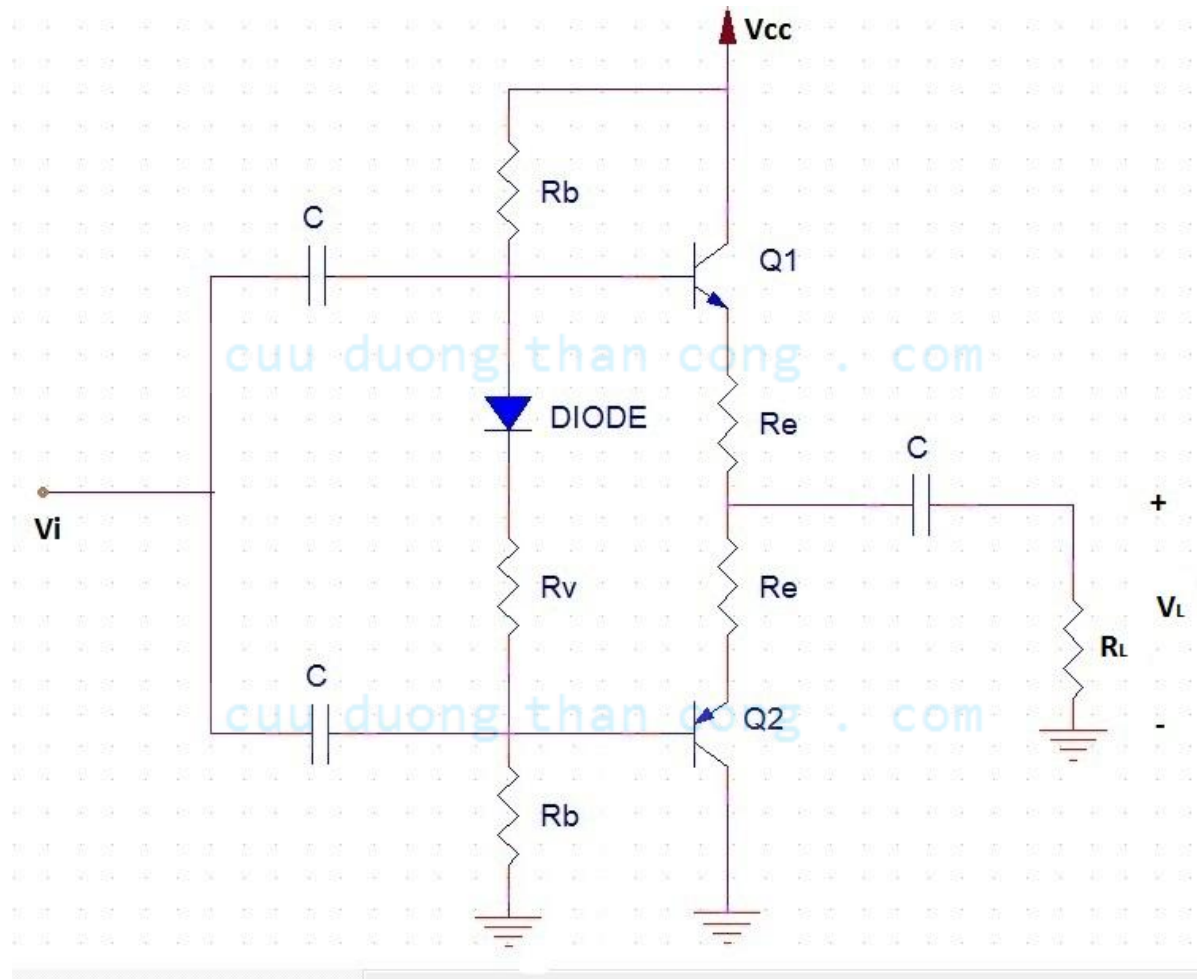 Vcc
Rb
C
Q1
cuu duong than cong . com
DIODE
Re
C
+
Vi
Rv
Re
VL
RL
C
cuu duong than cong . com
Q2
-
Rb